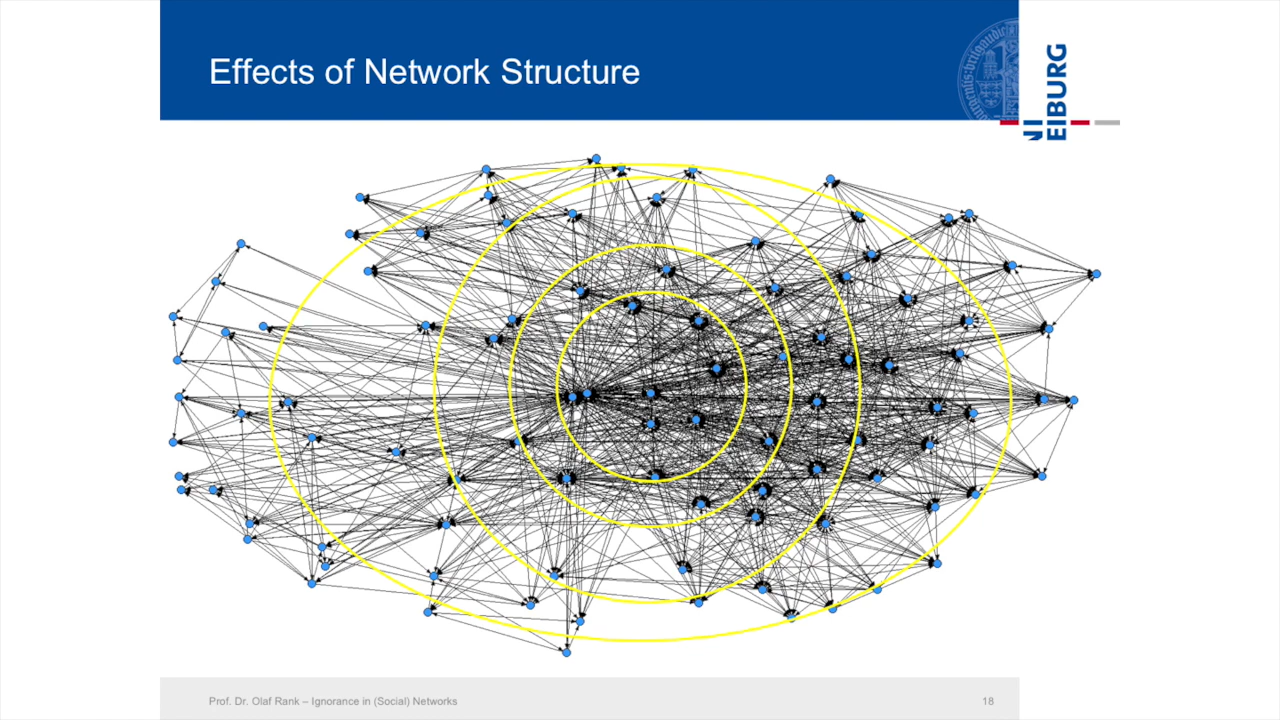 Effects of Network Structure
EIBURG
Prof. Dr. Olaf Rank – Ignorance in (Social) Networks
18